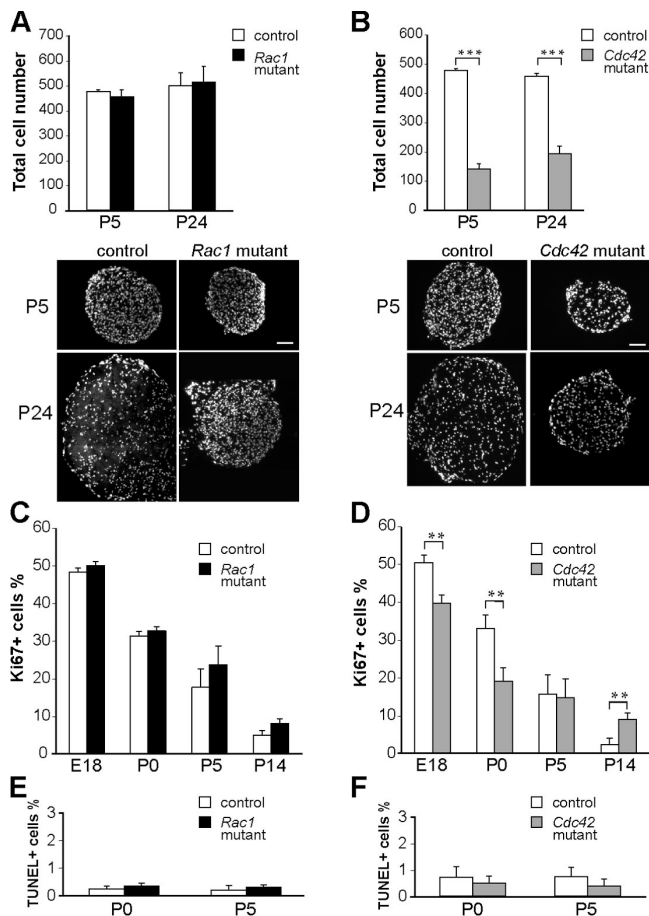 A
B
Total cell number
700
600
500
400
300
200
100
0
P5
P24
control
Rac1
mutant
Total cell number
600
500
400
300
200
100
0
***
***
P5
P24
control
Cdc42
mutant
control
Rac1 mutant
P5
P24
control
Cdc42 mutant
P5
P24
C
D
Ki67+ cells %
60
50
40
30
20
10
0
E18
P0
P5
P14
control
Rac1
mutant
Ki67+ cells %
60
50
40
30
20
10
0
**
**
**
E18
P0
P5
P14
control
Cdc42
mutant
E
F
TUNEL+ cells %
3
2
1
0
P0
P5
control
Rac1
mutant
TUNEL+ cells %
3
2
1
0
P0
P5
control
Cdc42
mutant